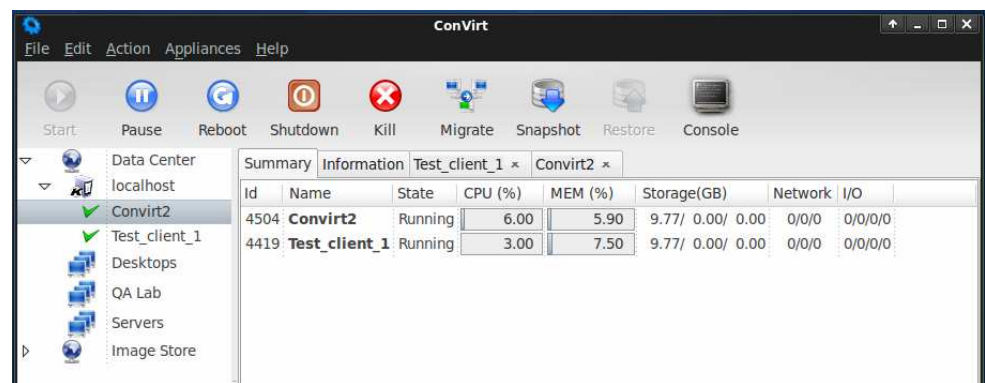 ConVirt
File Edit Action Appliances Help
Start Pause Reboot Shutdown Kill Migrate Snapshot Restore Console
Data Center
localhost
Convirt2
Test_client_1
Desktops
QA Lab
Servers
Image Store
Summary Information Test_client_1 × Convirt2 ×
Id Name State CPU (%) MEM (%) Storage(GB) Network I/O
4504 Convirt2 Running 6.00 5.90 9.77/ 0.00/ 0.00 0/0/0 0/0/0/0
4419 Test_client_1 Running 3.00 7.50 9.77/ 0.00/ 0.00 0/0/0 0/0/0/0